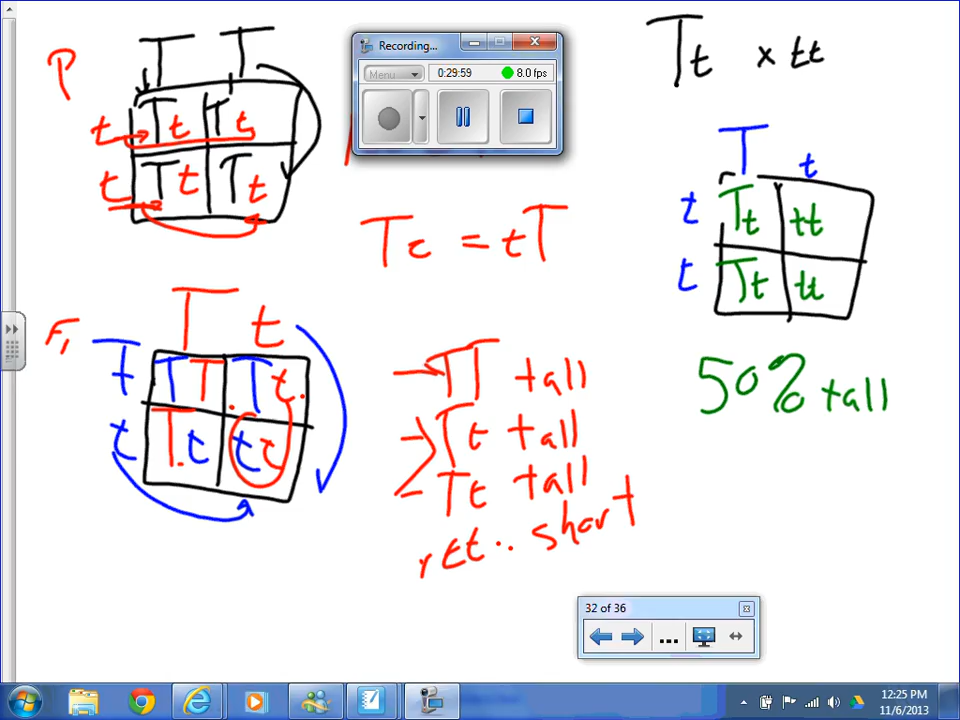 P
T T
t Tt Tt
t Tt Tt
Recording...
Menu
0:29:59
8.0 fps
Tt x tt
T t
t Tt tt
t Tt tt
Tt = tT
50% tall
F1
T t
T TT Tt
t Tt tt
TT tall
Tt tall
Tt tall
tt short
32 of 36
...
12:25 PM
11/6/2013